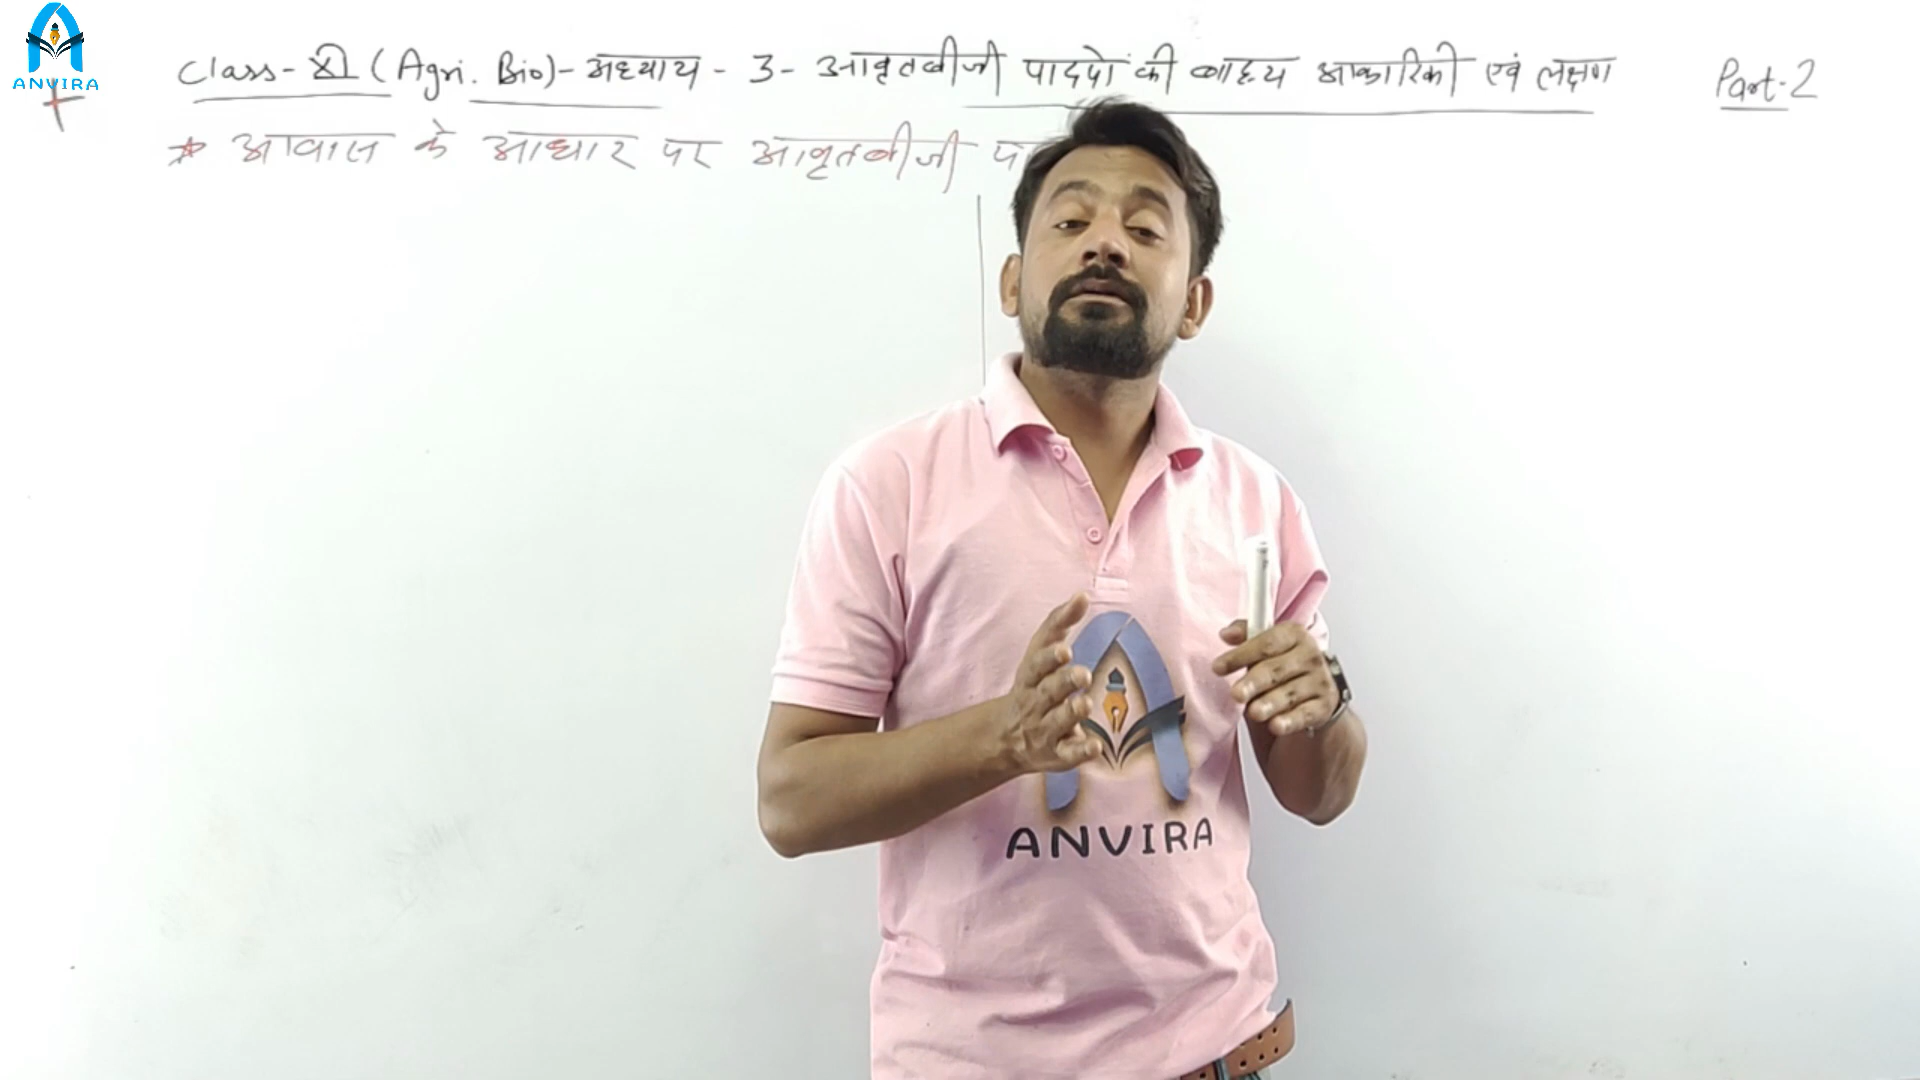 ANVIRA
Class-XI (Agri. Bio)- अध्याय - 3- आवृतबीजी पादपों की बाह्य आकारिकी एवं लक्षण Part-2
* आवास के आधार पर आवृतबीजी
ANVIRA